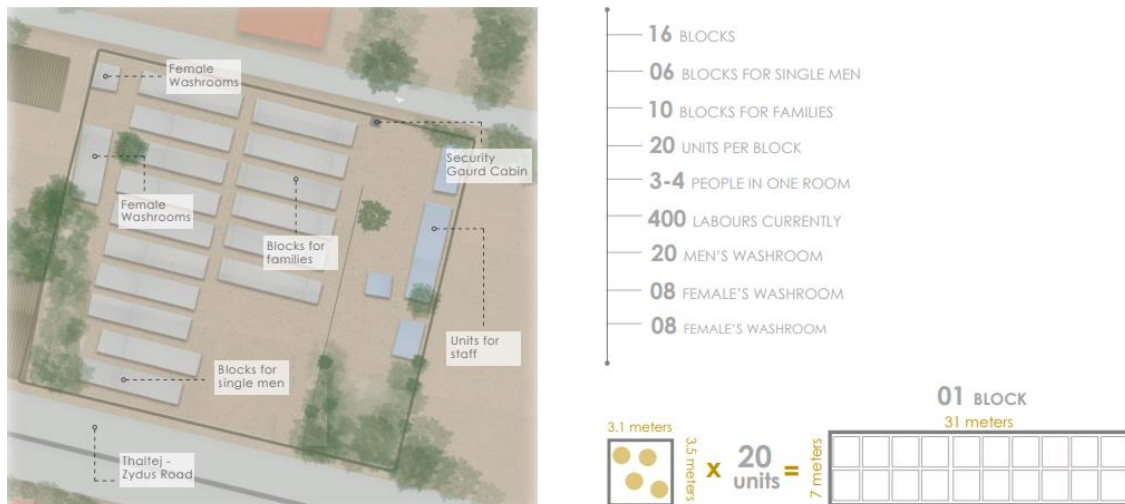 Female
Washrooms
Security
Gaurd Cabin
Female
Washrooms
Blocks for
families
Units for
staff
Blocks for
single men
Thaltej -
Zydus Road
16 BLOCKS
06 BLOCKS FOR SINGLE MEN
10 BLOCKS FOR FAMILIES
20 UNITS PER BLOCK
3-4 PEOPLE IN ONE ROOM
400 LABOURS CURRENTLY
20 MEN'S WASHROOM
08 FEMALE'S WASHROOM
08 FEMALE'S WASHROOM
01 BLOCK
3.1 meters
3.5 meters
x
20
units
=
7 meters
31 meters